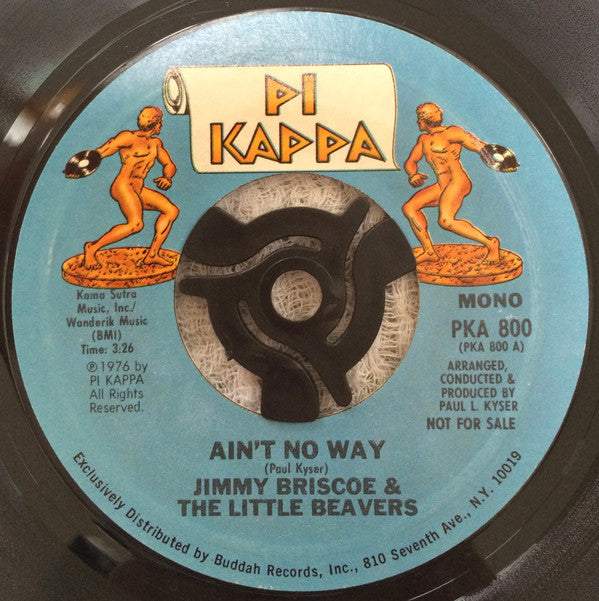 PI
KAPPA
Kama Sutra
Music, Inc./
Wanderik Music
(BMI)
Time: 3:26
℗1976 by
PI KAPPA
All Rights
Reserved.
MONO
PKA 800
(PKA 800 A)
ARRANGED,
CONDUCTED &
PRODUCED BY
PAUL L. KYSER
NOT FOR SALE
AIN'T NO WAY
(Paul Kyser)
JIMMY BRISCOE &
THE LITTLE BEAVERS
Exclusively Distributed by Buddah Records, Inc., 810 Seventh Ave., N.Y. 10019